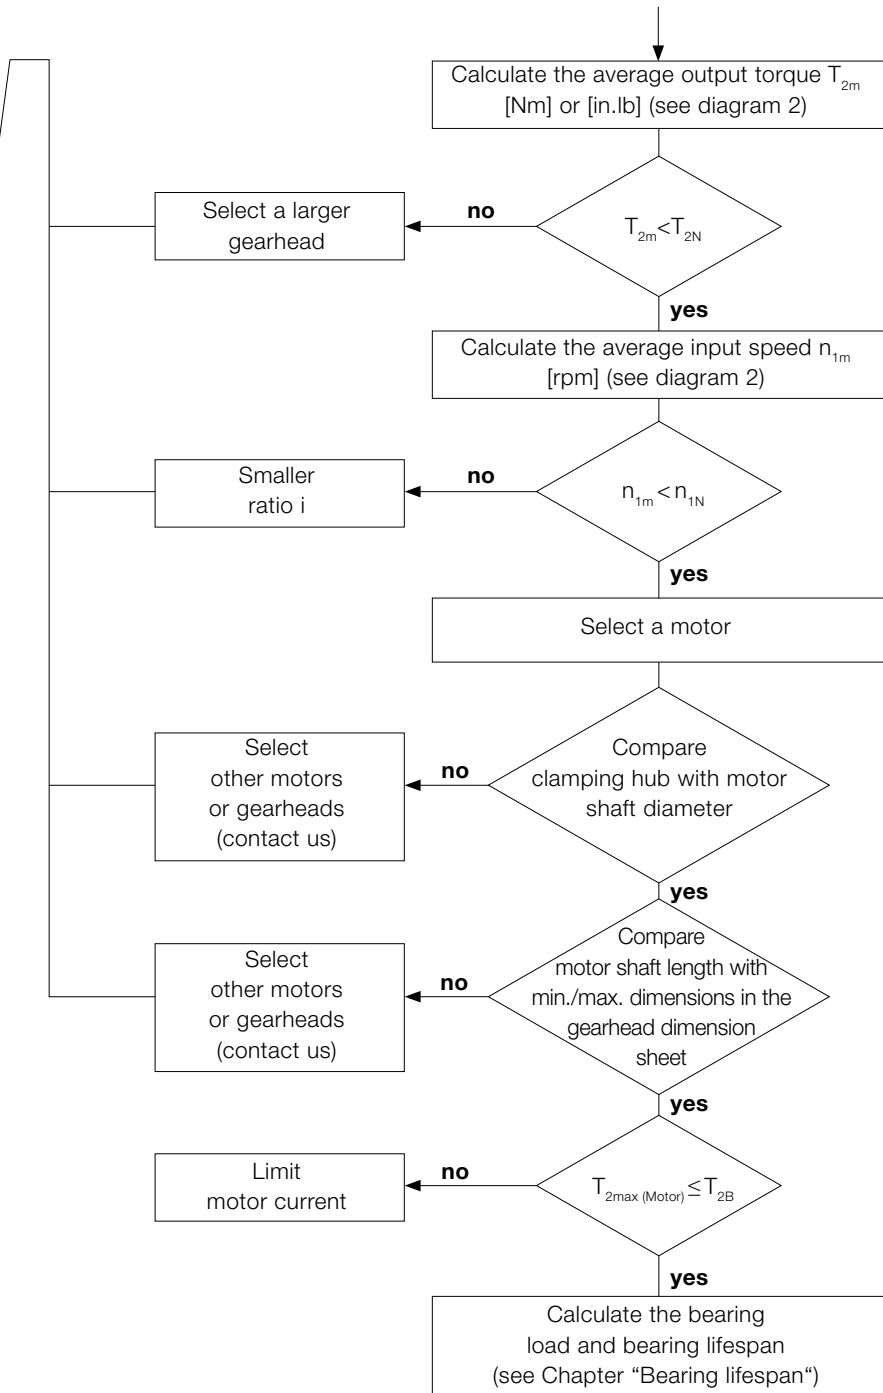 Calculate the average output torque T2m
[Nm] or [in.lb] (see diagram 2)
Select a larger
gearhead
no
T2m<T2N
yes
Calculate the average input speed n1m
[rpm] (see diagram 2)
Smaller
ratio i
no
n1m < n1N
yes
Select a motor
Select
other motors
or gearheads
(contact us)
no
Compare
clamping hub with motor
shaft diameter
yes
Select
other motors
or gearheads
(contact us)
no
Compare
motor shaft length with
min./max. dimensions in the
gearhead dimension
sheet
yes
Limit
motor current
no
T2max (Motor) ≤ T2B
yes
Calculate the bearing
load and bearing lifespan
(see Chapter “Bearing lifespan“)